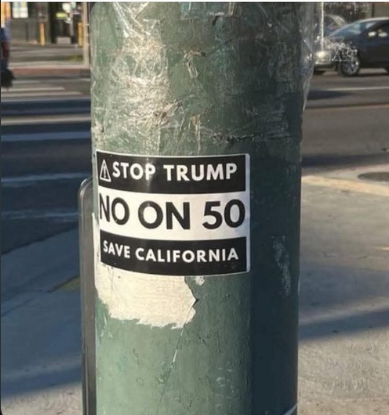 ⚠STOP TRUMP
NO ON 50
SAVE CALIFORNIA